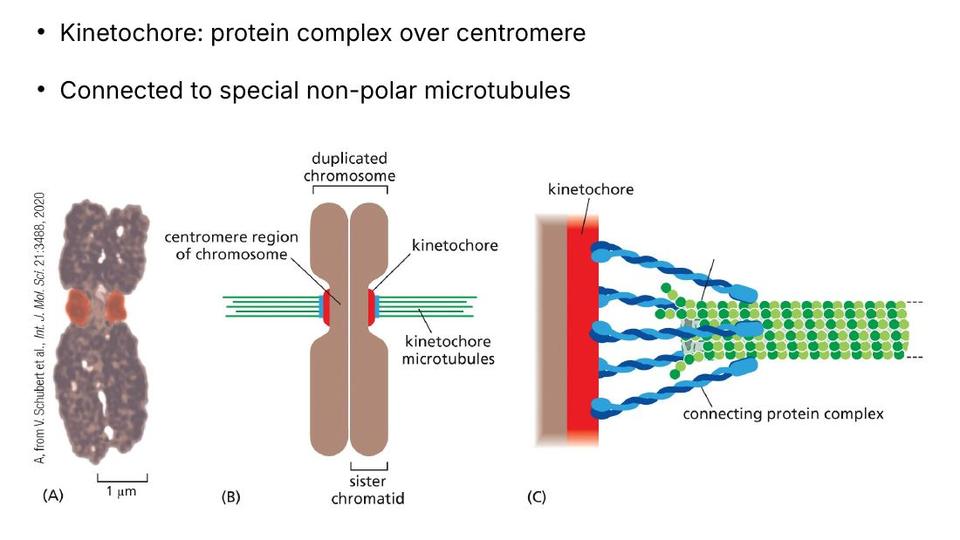 • Kinetochore: protein complex over centromere
• Connected to special non-polar microtubules
A, from V. Schubert et al., Int. J. Mol. Sci. 21:3488, 2020
1 μm
(A)
duplicated
chromosome
centromere region
of chromosome
kinetochore
kinetochore
microtubules
sister
chromatid
(B)
kinetochore
connecting protein complex
(C)